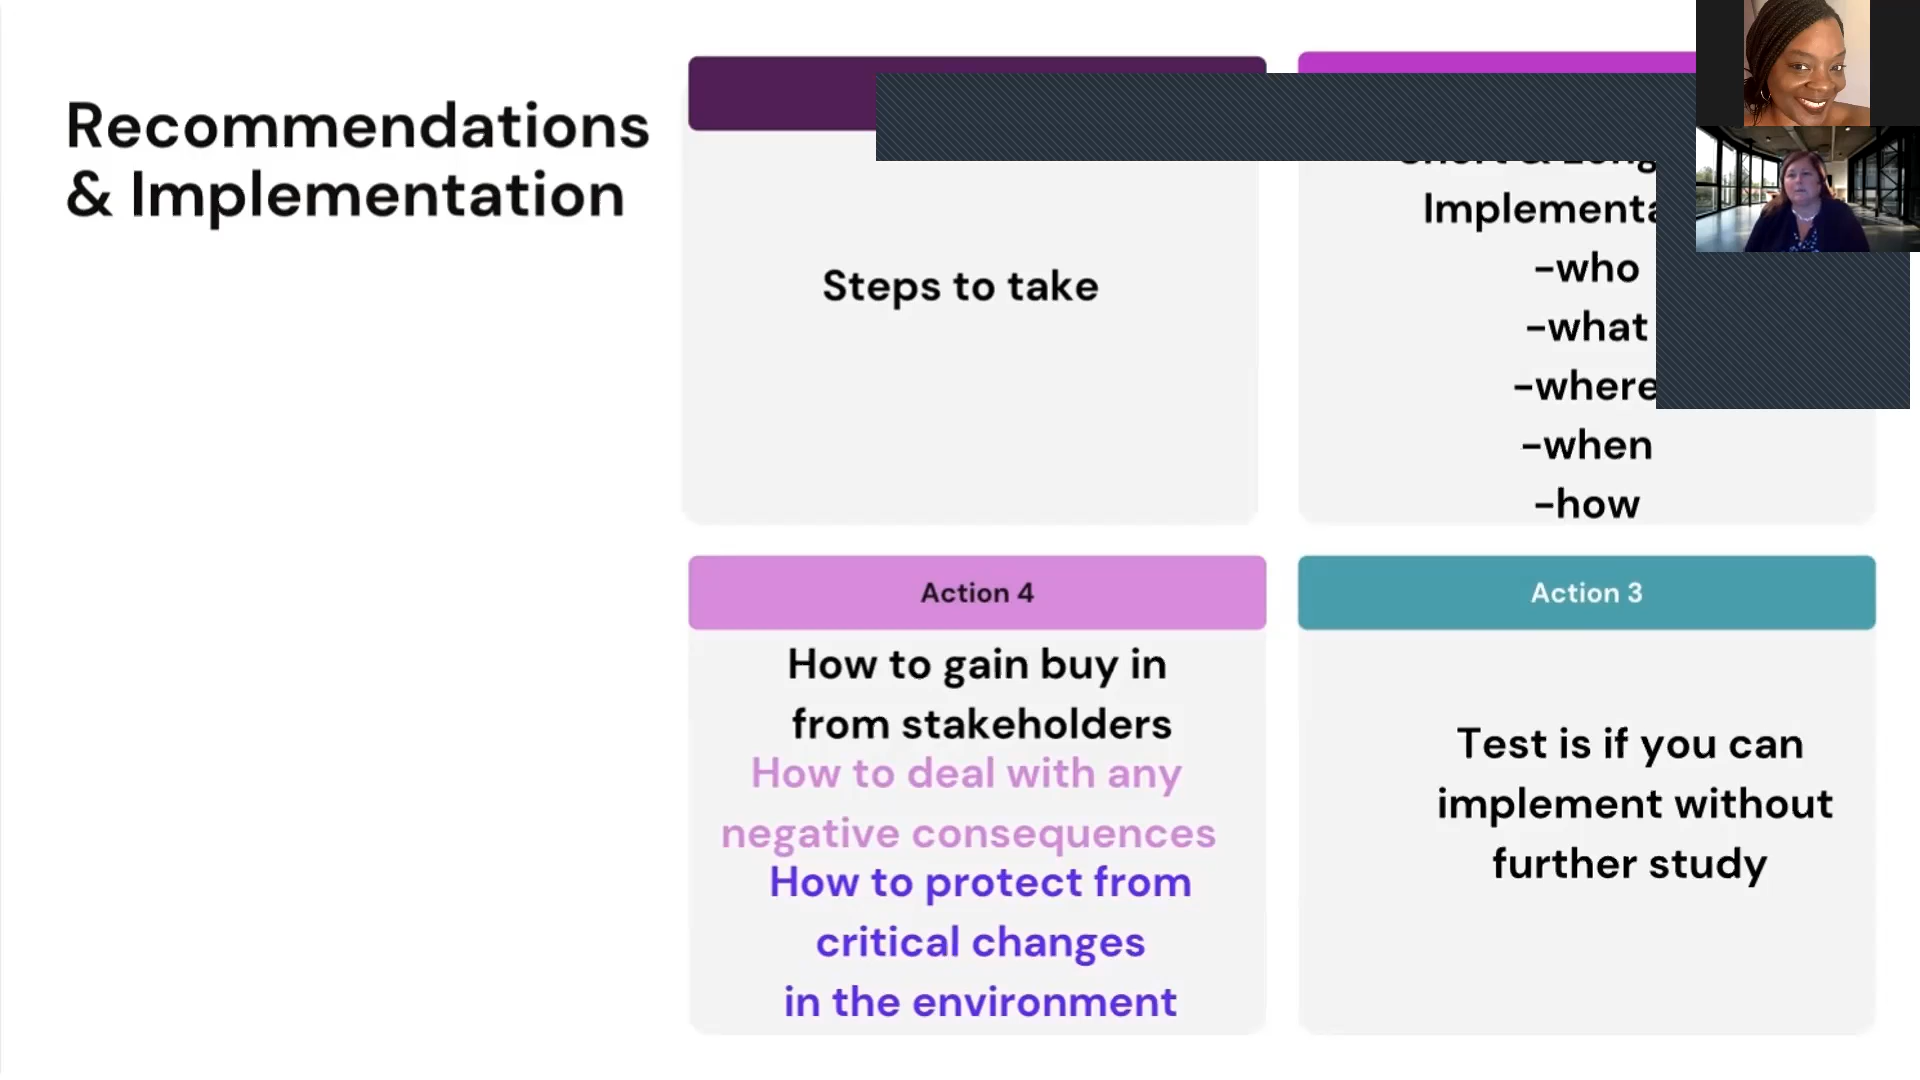 Recommendations
& Implementation
Steps to take
-who
-what
-where
-when
-how
Action 4
How to gain buy in
from stakeholders
How to deal with any
negative consequences
How to protect from
critical changes
in the environment
Action 3
Test is if you can
implement without
further study